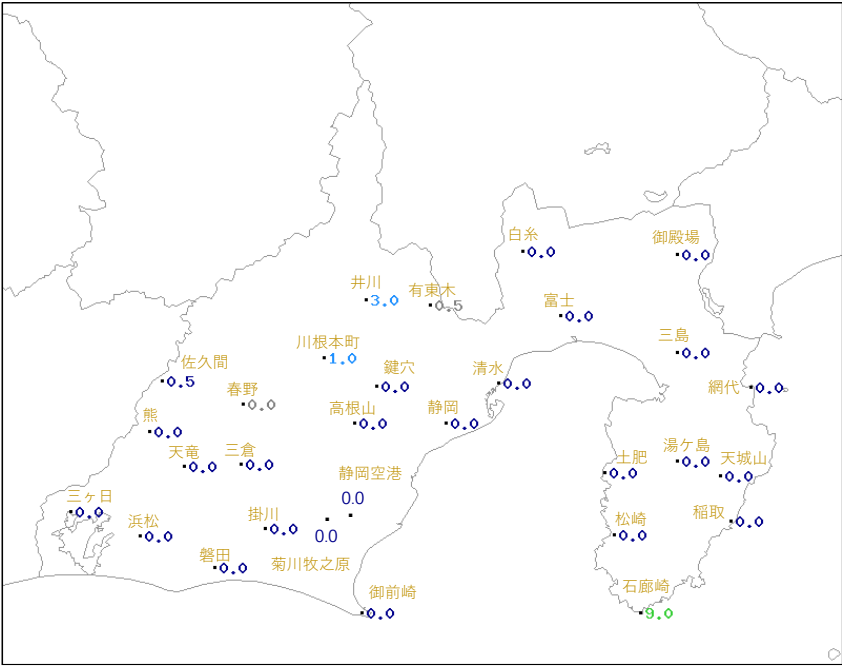 白糸
0.0
御殿場
0.0
井川
3.0
有東木
0.5
富士
0.0
三島
0.0
川根本町
1.0
佐久間
0.5
鍵穴
0.0
清水
0.0
網代
0.0
春野
0.0
高根山
0.0
静岡
0.0
熊
0.0
天竜
0.0
三倉
0.0
湯ケ島
0.0
土肥
0.0
天城山
0.0
静岡空港
0.0
三ヶ日
0.0
浜松
0.0
掛川
0.0
0.0
菊川牧之原
稲取
0.0
松崎
0.0
磐田
0.0
御前崎
0.0
石廊崎
9.0